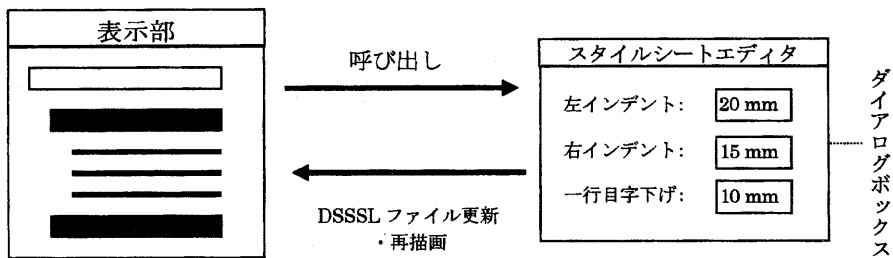 表示部
呼び出し
DSSSL ファイル更新
・再描画
スタイルシートエディタ
左インデント: 20 mm
右インデント: 15 mm
一行目字下げ: 10 mm
ダイアログボックス